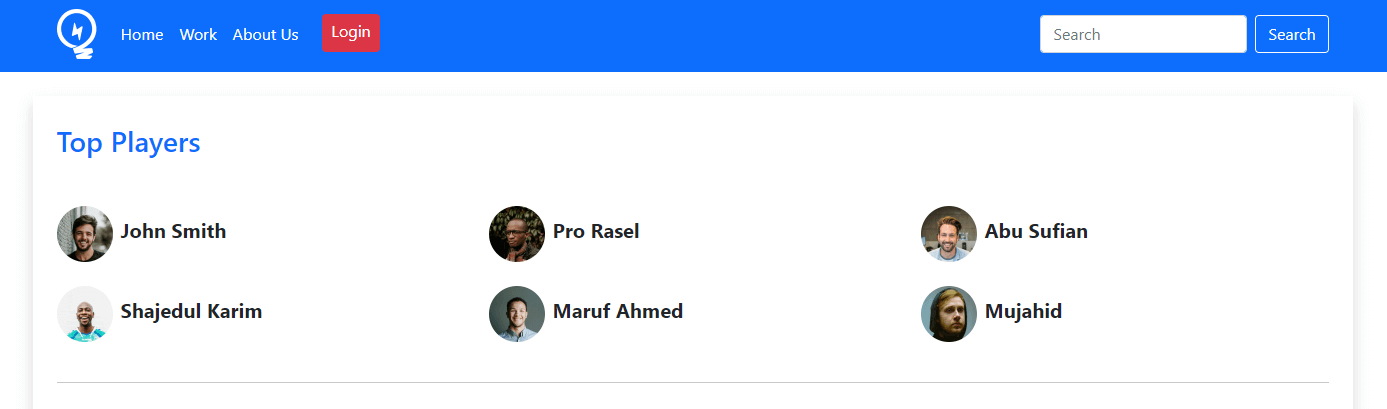 Home Work About Us Login Search Search
Top Players
John Smith Pro Rasel Abu Sufian
Shajedul Karim Maruf Ahmed Mujahid